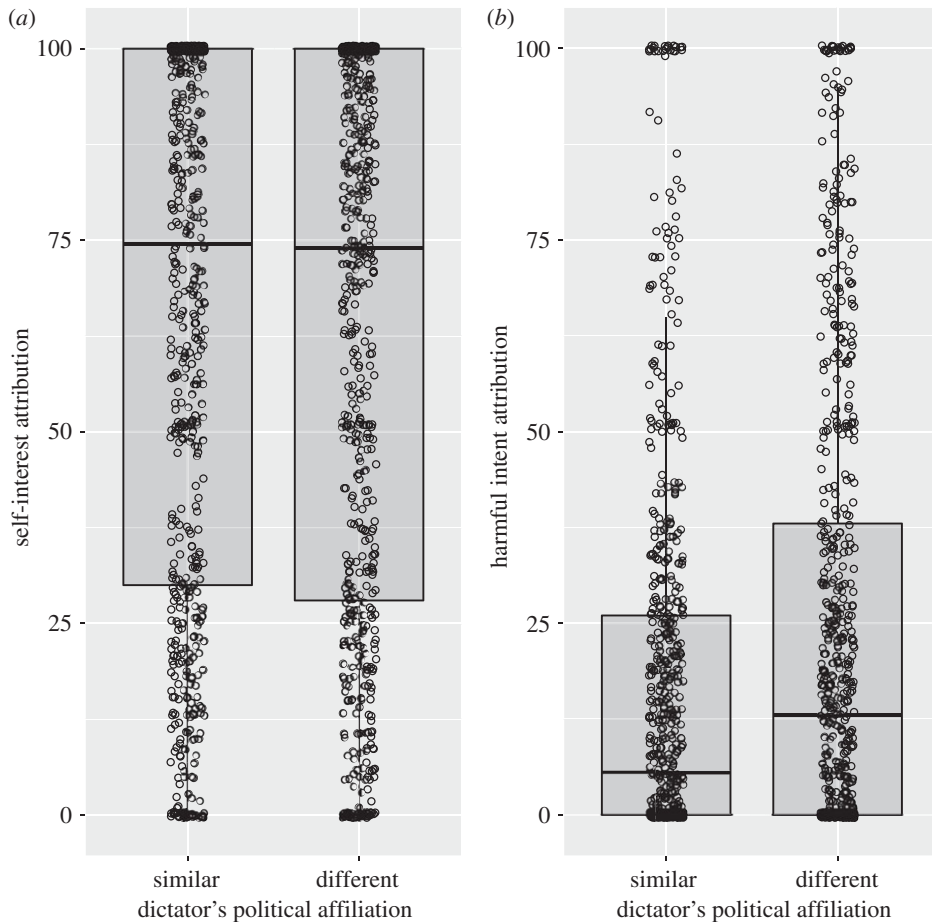 (a)
100
75
50
25
0
self-interest attribution
similar
different
dictator's political affiliation
(b)
100
75
50
25
0
harmful intent attribution
similar
different
dictator's political affiliation